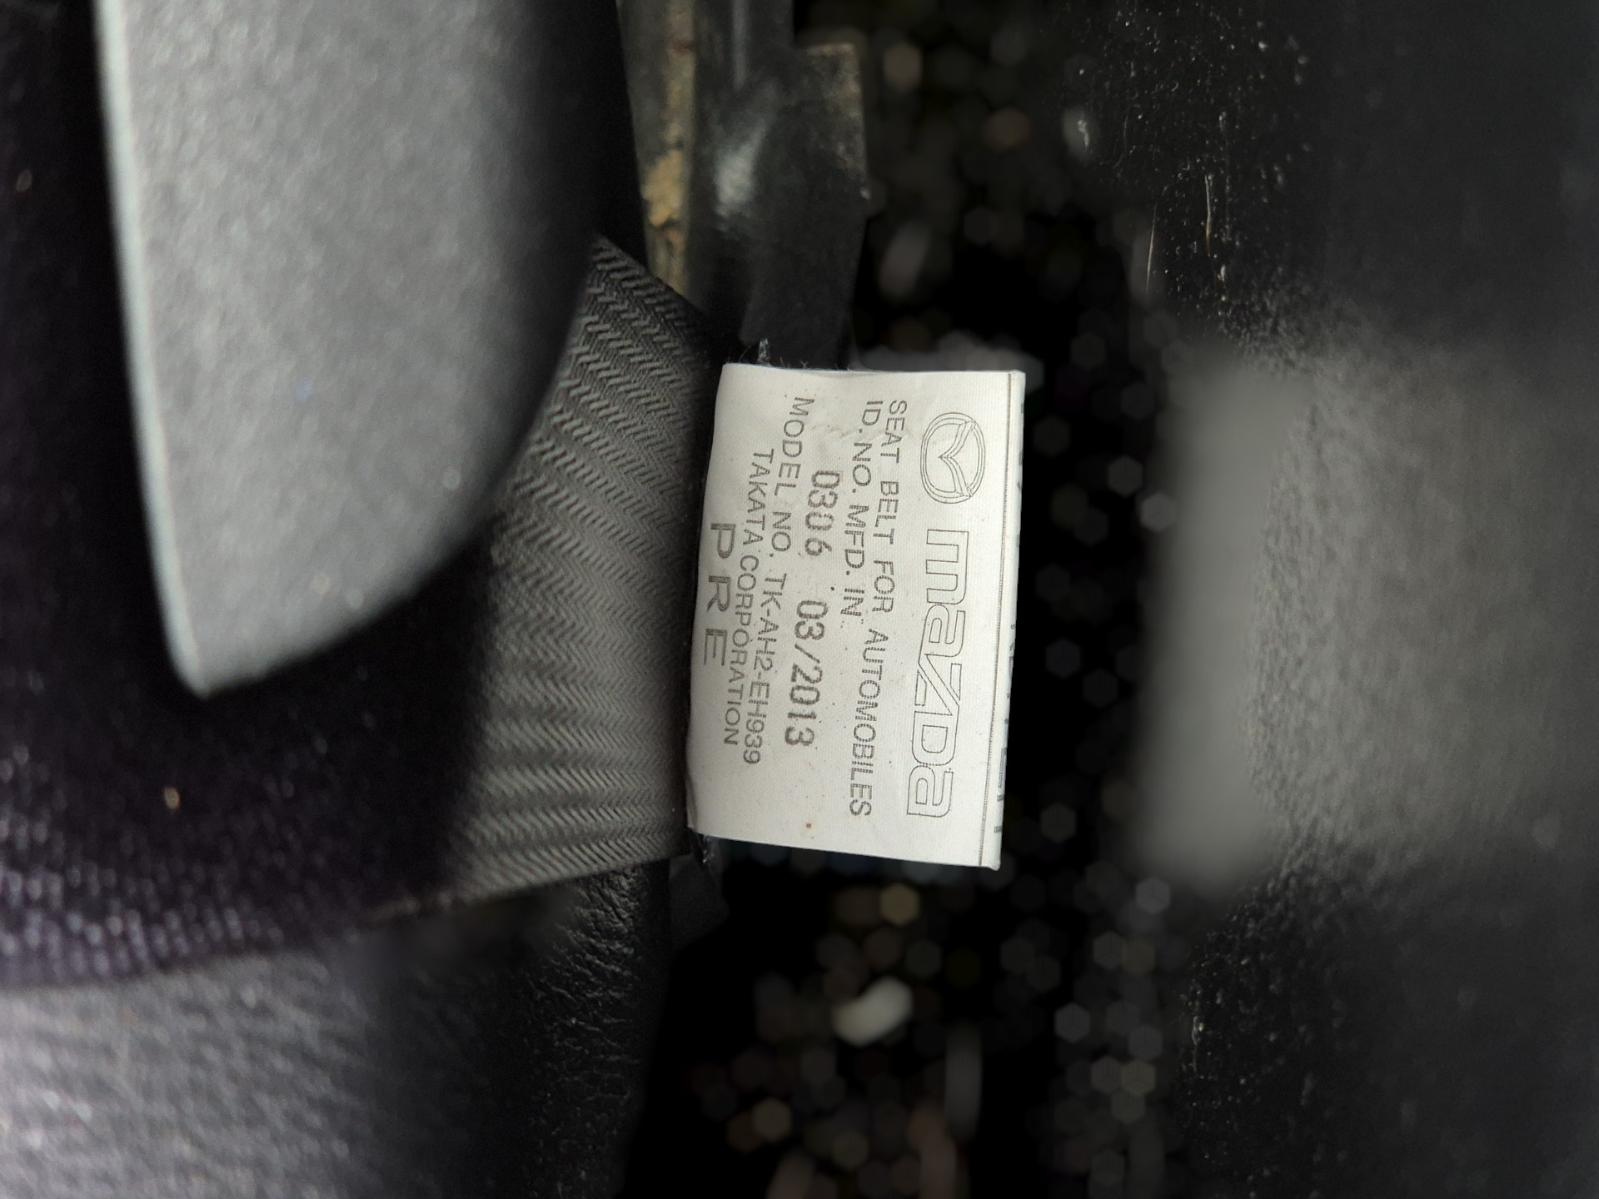 mazda
SEAT BELT FOR AUTOMOBILES
ID. NO. MFD. IN
0306 03/2013
MODEL NO. TK-AH2-EH939
TAKATA CORPORATION
PRE